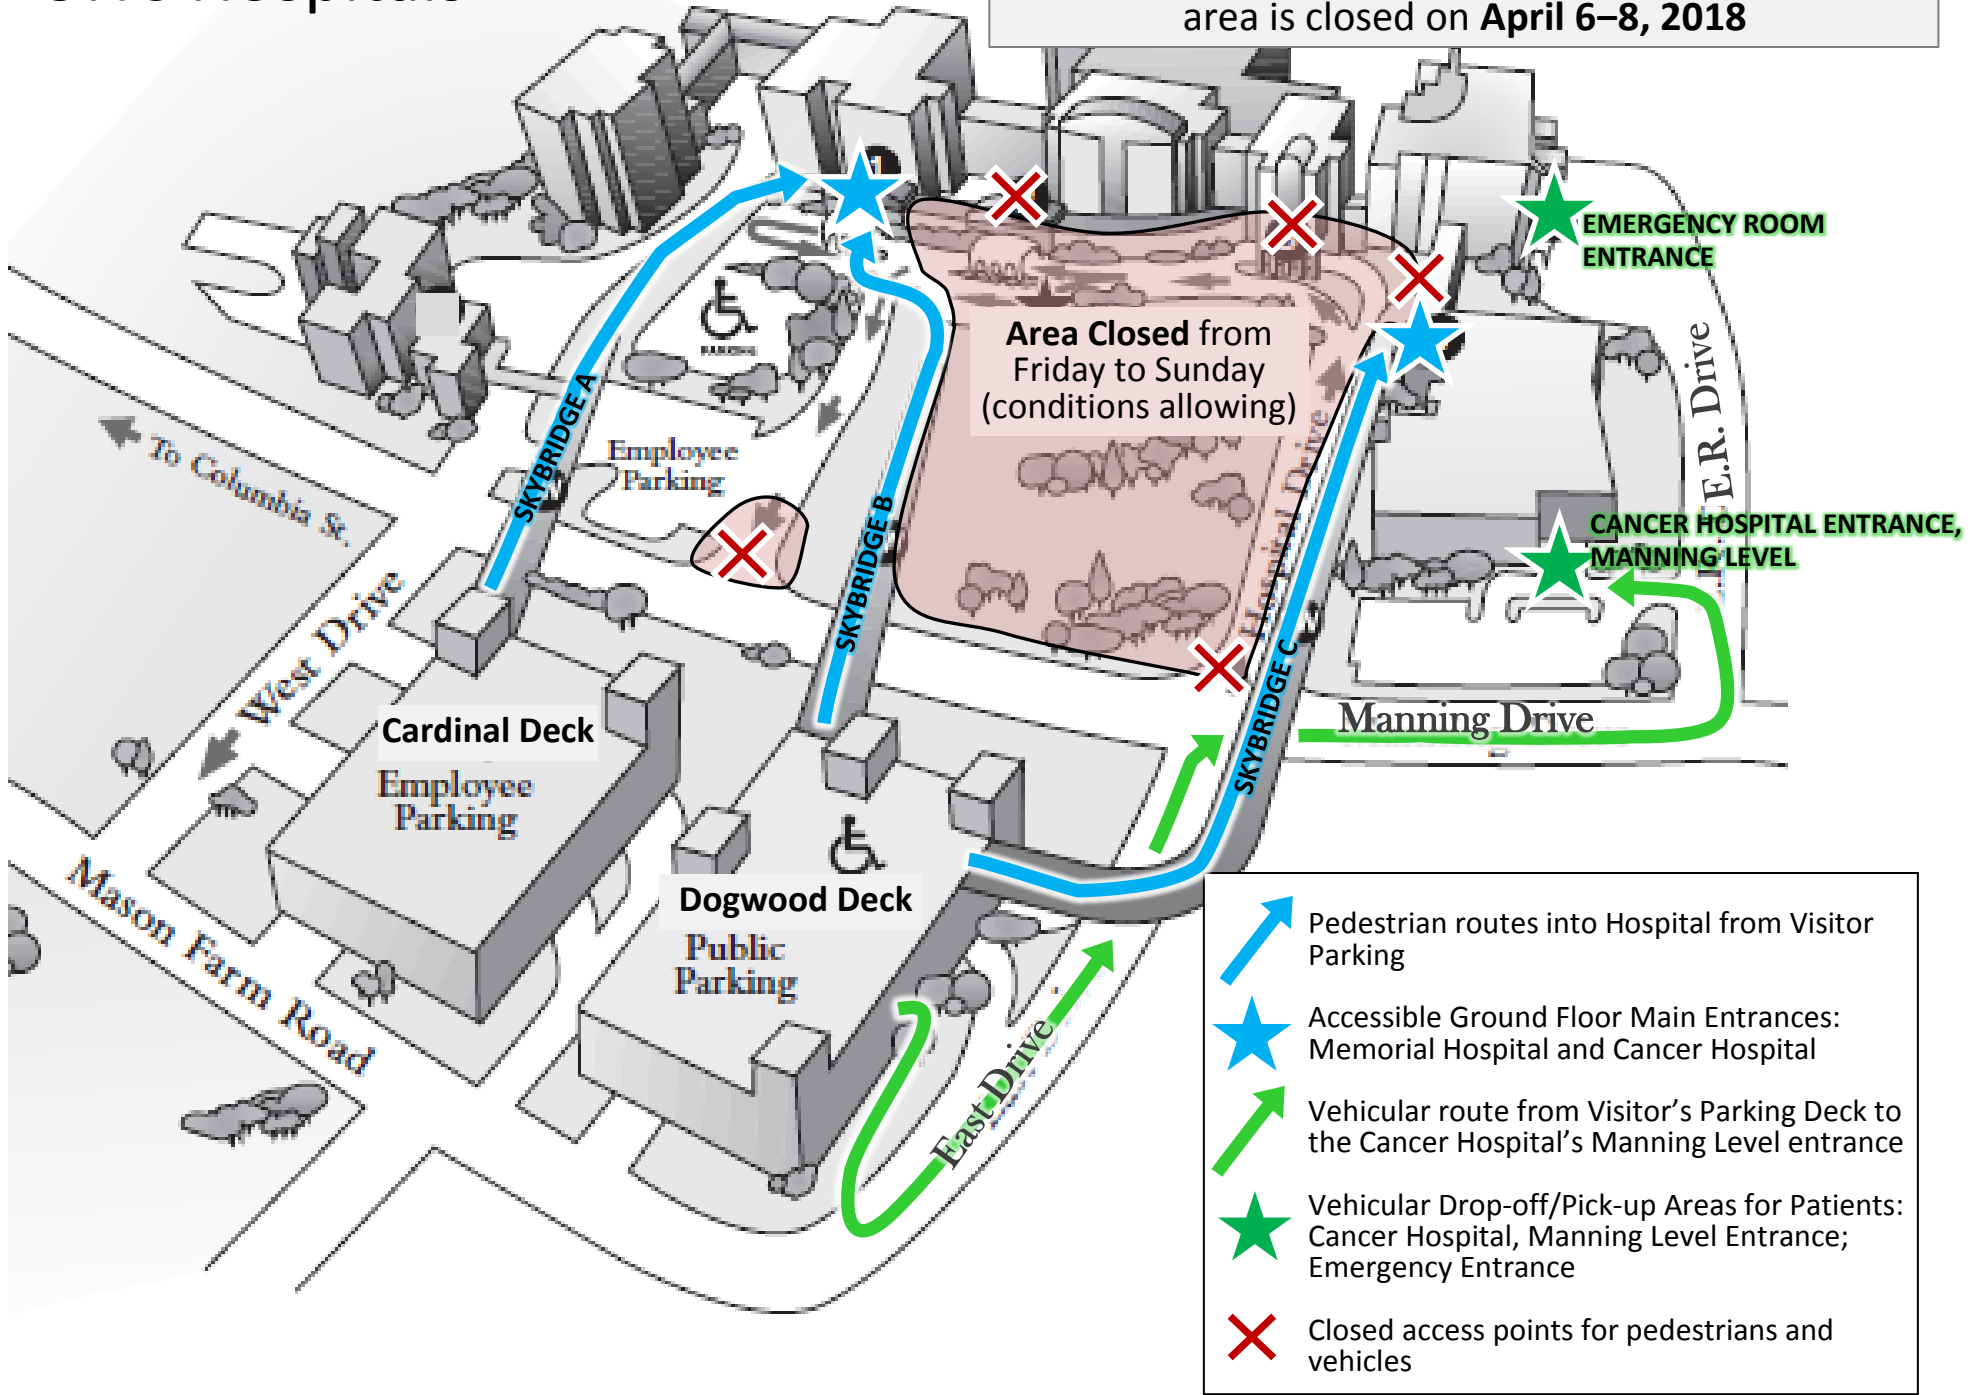 area is closed on April 6–8, 2018
EMERGENCY ROOM
ENTRANCE
PARKING
Area Closed from
Friday to Sunday
(conditions allowing)
SKYBRIDGE A
Employee
Parking
SKYBRIDGE B
Hospital Drive
E.R. Drive
To Columbia St.
CANCER HOSPITAL ENTRANCE,
MANNING LEVEL
West Drive
SKYBRIDGE C
Manning Drive
Cardinal Deck
Employee
Parking
Mason Farm Road
Dogwood Deck
Public
Parking
East Drive
Pedestrian routes into Hospital from Visitor
Parking
Accessible Ground Floor Main Entrances:
Memorial Hospital and Cancer Hospital
Vehicular route from Visitor’s Parking Deck to
the Cancer Hospital’s Manning Level entrance
Vehicular Drop-off/Pick-up Areas for Patients:
Cancer Hospital, Manning Level Entrance;
Emergency Entrance
Closed access points for pedestrians and
vehicles